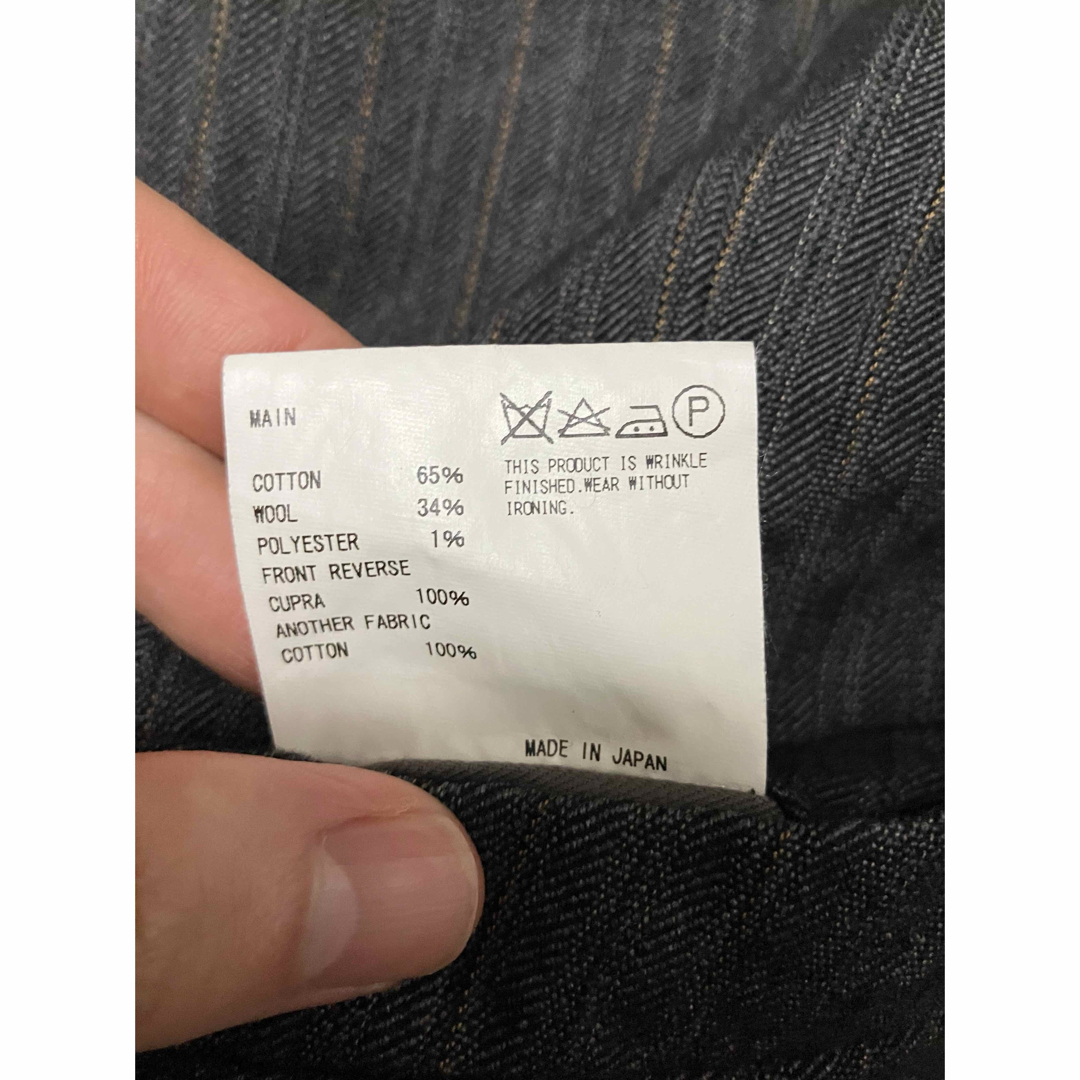 MAIN
COTTON 65%
WOOL 34%
POLYESTER 1%
FRONT REVERSE
CUPRA 100%
ANOTHER FABRIC
COTTON 100%
P
THIS PRODUCT IS WRINKLE
FINISHED.WEAR WITHOUT
IRONING.
MADE IN JAPAN